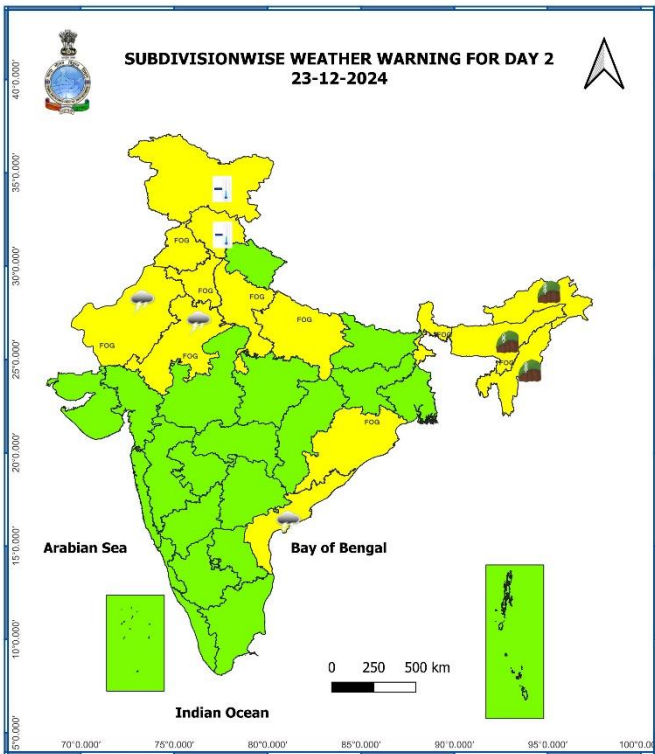 SUBDIVISIONWISE WEATHER WARNING FOR DAY 2
23-12-2024
40°0.000'
35°0.000'
30°0.000'
25°0.000'
20°0.000'
15°0.000'
10°0.000'
5°0.000'
FOG
FOG
FOG
FOG
FOG
FOG
FOG
FOG
FOG
Arabian Sea
Bay of Bengal
0 250 500 km
Indian Ocean
70°0.000' 75°0.000' 80°0.000' 85°0.000' 90°0.000' 95°0.000' 100°0.0